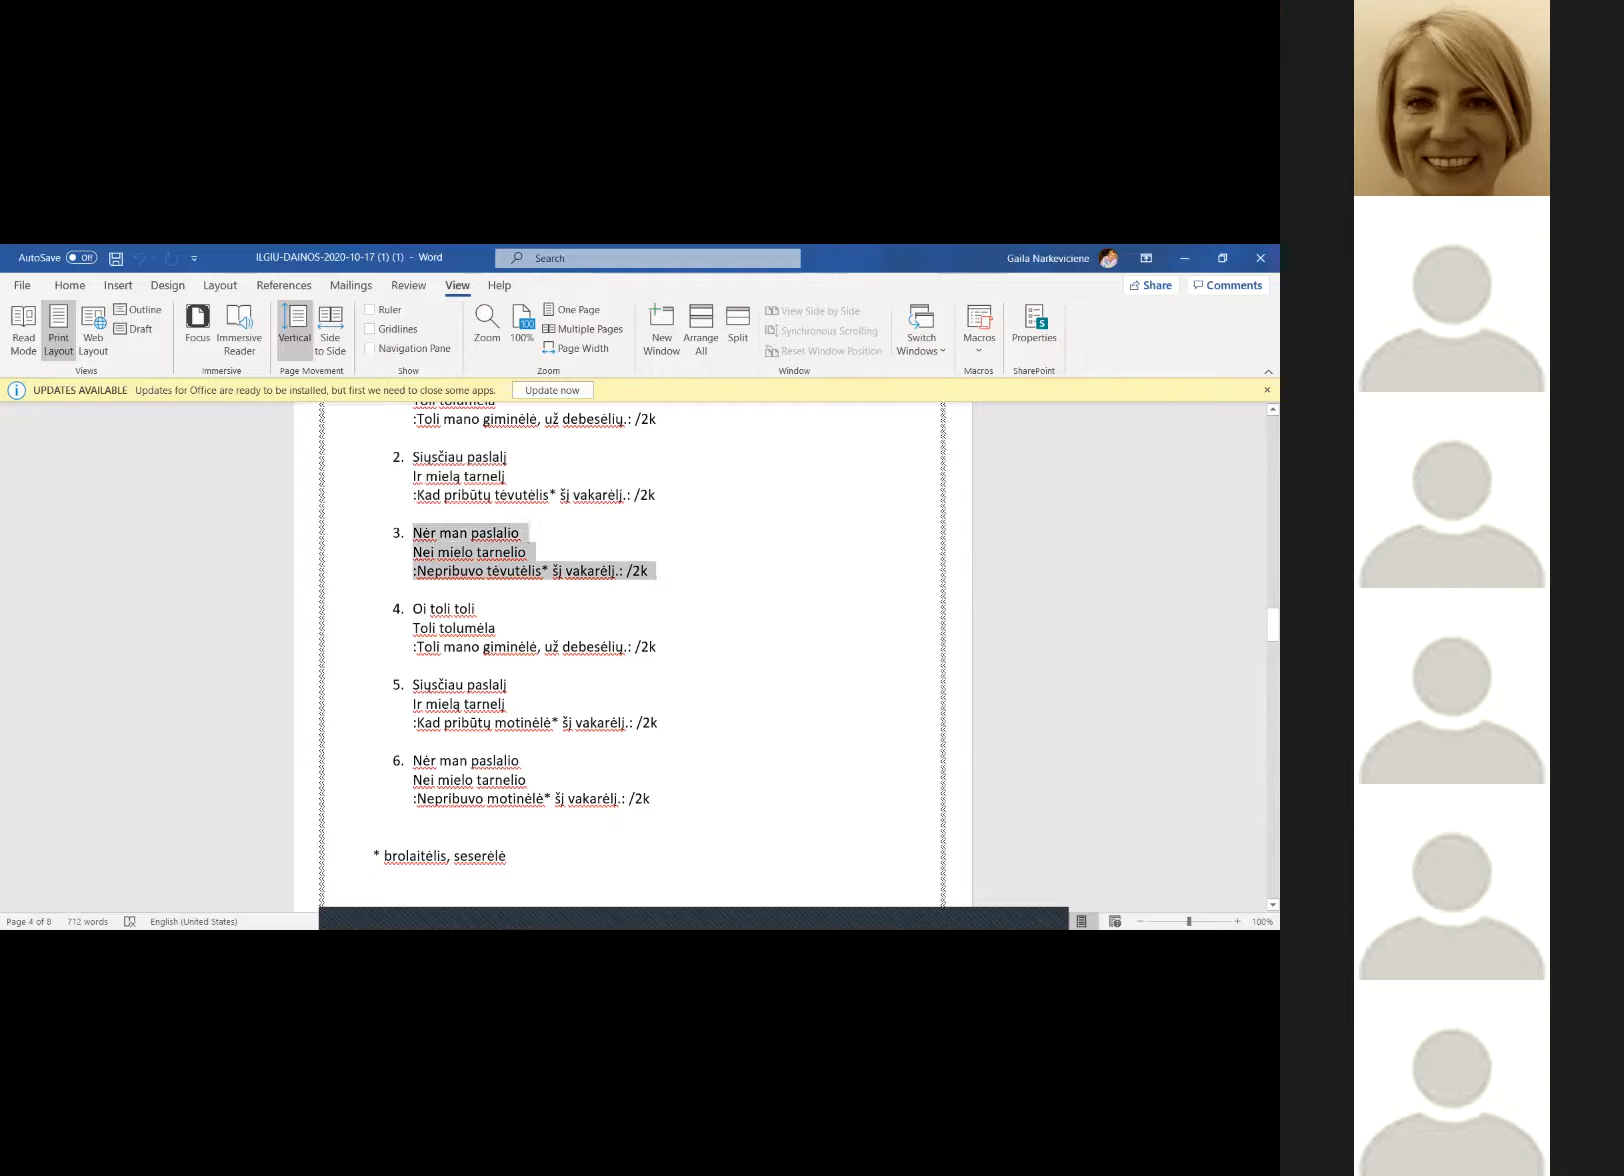 AutoSave Off ILGIU-DAINOS-2020-10-17 (1) (1) - Word Search Gaila Narkeviciene
File Home Insert Design Layout References Mailings Review View Help Share Comments
Read Mode
Print Layout
Web Layout
Outline
Draft
Views
Focus
Immersive Reader
Immersive
Vertical
Side to Side
Page Movement
Ruler
Gridlines
Navigation Pane
Show
Zoom
100
100%
One Page
Multiple Pages
Page Width
Zoom
New Window
Arrange All
Split
View Side by Side
Synchronous Scrolling
Reset Window Position
Switch Windows
Window
Macros
Macros
Properties
SharePoint
UPDATES AVAILABLE Updates for Office are ready to be installed, but first we need to close some apps. Update now
Toli tolumėla
:Toli mano giminėlė, už debesėlių.: /2k
2. Siųsčiau paslalį
Ir mielą tarnelį
:Kad pribūtų tėvutėlis* šį vakarėlį.: /2k
3. Nėr man paslalio
Nei mielo tarnelio
:Nepribuvo tėvutėlis* šį vakarėlį.: /2k
4. Oi toli toli
Toli tolumėla
:Toli mano giminėlė, už debesėlių.: /2k
5. Siųsčiau paslalį
Ir mielą tarnelį
:Kad pribūtų motinėlė* šį vakarėlį.: /2k
6. Nėr man paslalio
Nei mielo tarnelio
:Nepribuvo motinėlė* šį vakarėlį.: /2k
* brolaitėlis, seserėlė
Page 4 of 8 712 words English (United States) 100%